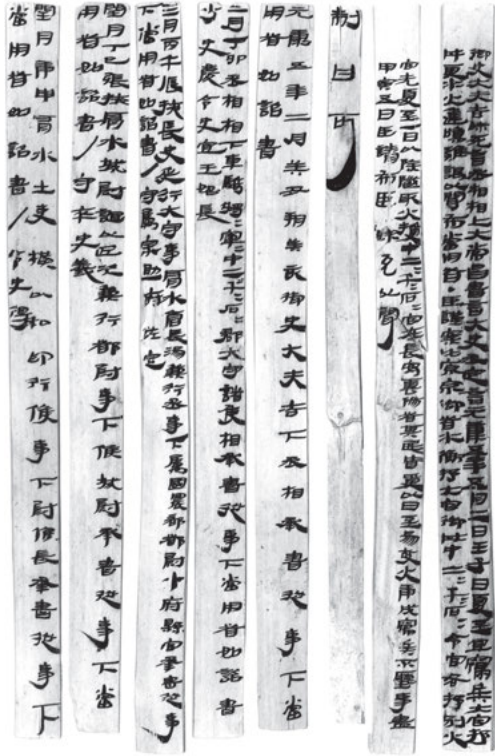 御史大夫吉昧死言丞相相上大常昌書言大史丞定言元康五年五月二日壬子日夏至宜寢兵大官抒
井更水火進鳴雞謁以聞布當用者●臣謹案比原泉御者水衡抒大官御井中二=千=石=令官各抒別火
官先夏至一日以除隧取火授中二=千=石=官在長安雲陽者其民皆受以日至易故火庚戌寢兵不聽事盡
甲寅五日臣請布臣昧死以聞
制曰可
元康五年二月癸丑朔癸亥御史大夫吉下丞相承書從事下當
用者如詔書
二月丁卯丞相相下車騎將=軍=中二=千=石=郡大守諸侯相承書從事下當用者如詔書
少史慶令史宜王始長
三月丙午張掖長史延行大守事肩水倉長湯兼行丞事下屬國農部都尉小府縣官承書從事
下當用者如詔書/守屬宗助府佐定
閏月丁巳張掖肩水城尉誼以近次兼行都尉事下候城尉承書從事下當
用者如詔書/守卒史義
閏月庚申肩水士吏橫以私印行候事下尉候長承書從事下
當用者如詔書/令史得